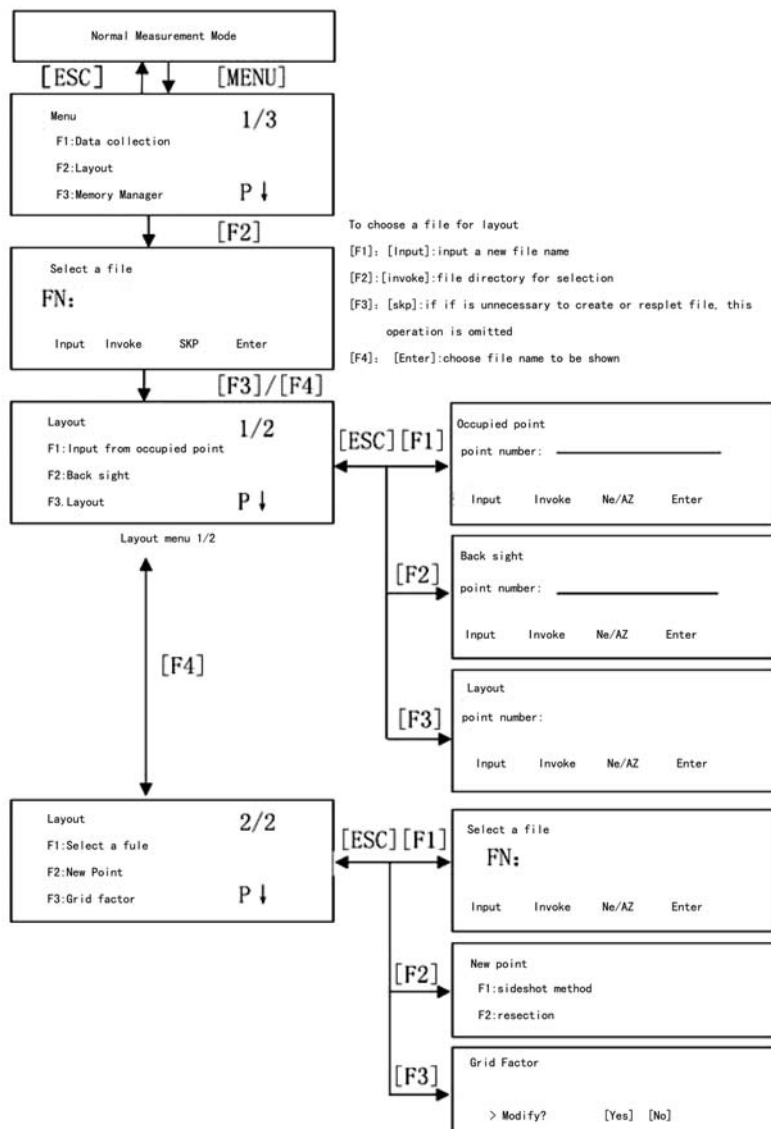 Normal Measurement Mode
[ESC] [MENU]
Menu 1/3
F1:Data collection
F2:Layout
F3:Memory Manager P↓
[F2]
To choose a file for layout
[F1]: [Input]:input a new file name
[F2]:[invoke]:file directory for selection
[F3]: [skp]:if if is unnecessary to create or resplet file, this
operation is omitted
[F4]: [Enter]:choose file name to be shown
Select a file
FN:
Input Invoke SKP Enter
[F3]/[F4]
Layout 1/2
F1:Input from occupied point
F2:Back sight
F3.Layout P↓
Layout menu 1/2
[ESC][F1]
Occupied point
point number:
Input Invoke Ne/AZ Enter
[F2]
Back sight
point number:
Input Invoke Ne/AZ Enter
[F3]
Layout
point number:
Input Invoke Ne/AZ Enter
[F4]
Layout 2/2
F1:Select a fule
F2:New Point
F3:Grid factor P↓
[ESC][F1]
Select a file
FN:
Input Invoke Ne/AZ Enter
[F2]
New point
F1:sideshot method
F2:resection
[F3]
Grid Factor
> Modify? [Yes] [No]